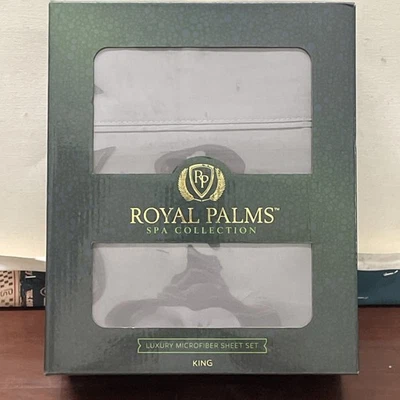 RP
ROYAL PALMS™
SPA COLLECTION
LUXURY MICROFIBER SHEET SET
KING